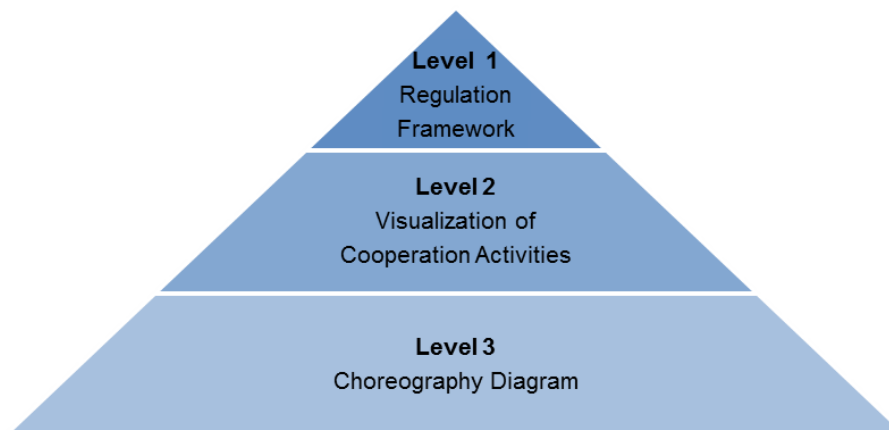 Level 1
Regulation
Framework
Level 2
Visualization of
Cooperation Activities
Level 3
Choreography Diagram